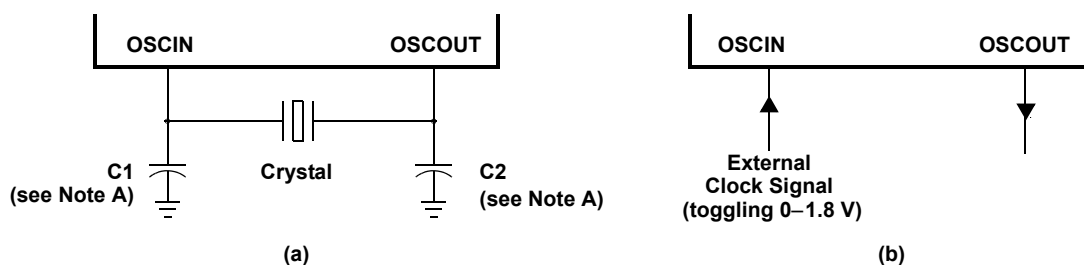 OSCIN OSCOUT
C1
(see Note A)
Crystal
C2
(see Note A)
(a)
OSCIN OSCOUT
External
Clock Signal
(toggling 0–1.8 V)
(b)